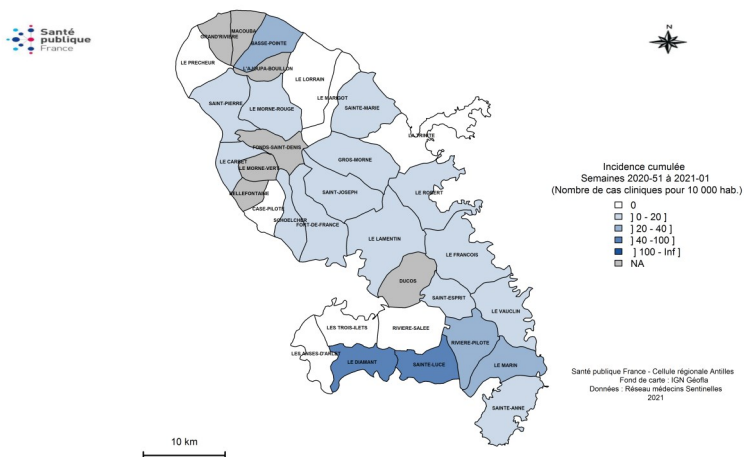 Santé
publique
France
N
MACOUBA
GRAND'RIVIERE
BASSE-POINTE
LE PRECHEUR
L'AJOUPA-BOUILLON
LE LORRAIN
LE MARIGOT
SAINT-PIERRE
LE MORNE-ROUGE
SAINTE-MARIE
LA TRINITE
FONDS-SAINT-DENIS
GROS-MORNE
LE CARBET
LE MORNE-VERT
BELLEFONTAINE
SAINT-JOSEPH
LE ROBERT
CASE-PILOTE
SCHOELCHER
FORT-DE-FRANCE
LE LAMENTIN
LE FRANCOIS
DUCOS
SAINT-ESPRIT
LE VAUCLIN
LES TROIS-ILETS
RIVIERE-SALEE
RIVIERE-PILOTE
LES ANSES-D'ARLET
LE DIAMANT
SAINTE-LUCE
LE MARIN
SAINTE-ANNE
10 km
Incidence cumulée
Semaines 2020-51 à 2021-01
(Nombre de cas cliniques pour 10 000 hab.)
0
] 0 - 20 ]
] 20 - 40 ]
] 40 -100 ]
] 100 - Inf ]
NA
Santé publique France - Cellule régionale Antilles
Fond de carte : IGN Géofla
Données : Réseau médecins Sentinelles
2021